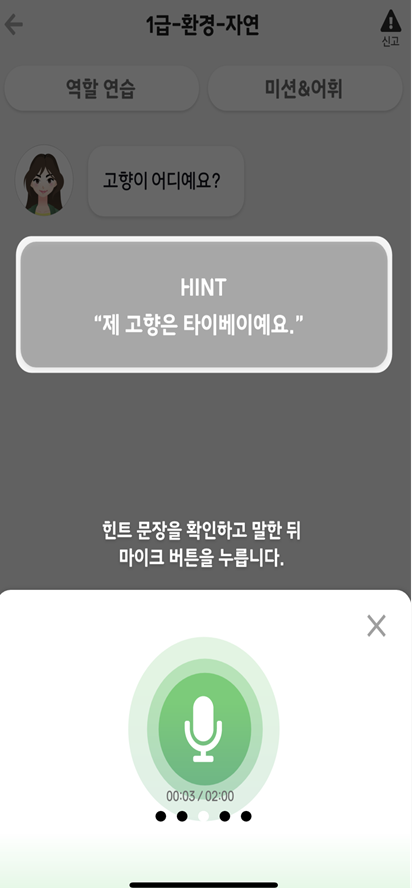 1급-환경-자연
신고
역할 연습
미션&어휘
고향이 어디예요?
HINT
“제 고향은 타이베이예요.”
힌트 문장을 확인하고 말한 뒤
마이크 버튼을 누릅니다.
00:03 / 02:00